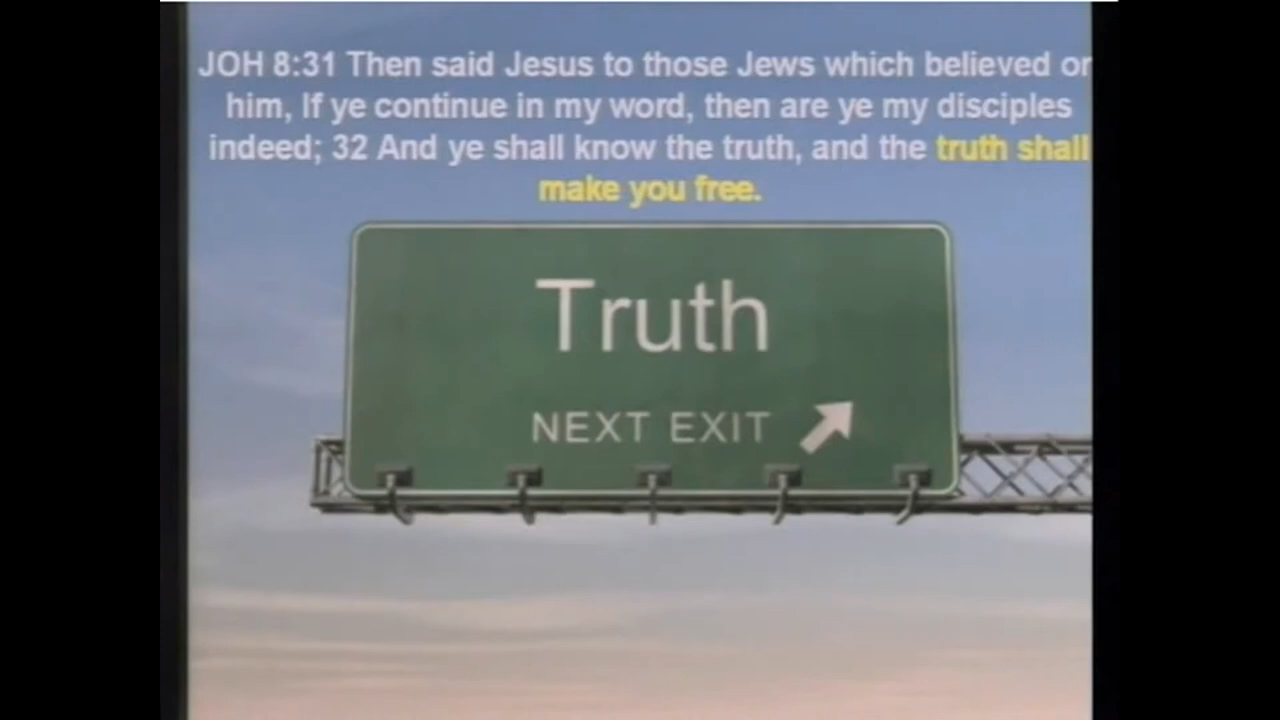 JOH 8:31 Then said Jesus to those Jews which believed on
him, If ye continue in my word, then are ye my disciples
indeed; 32 And ye shall know the truth, and the truth shall
make you free.
Truth
NEXT EXIT